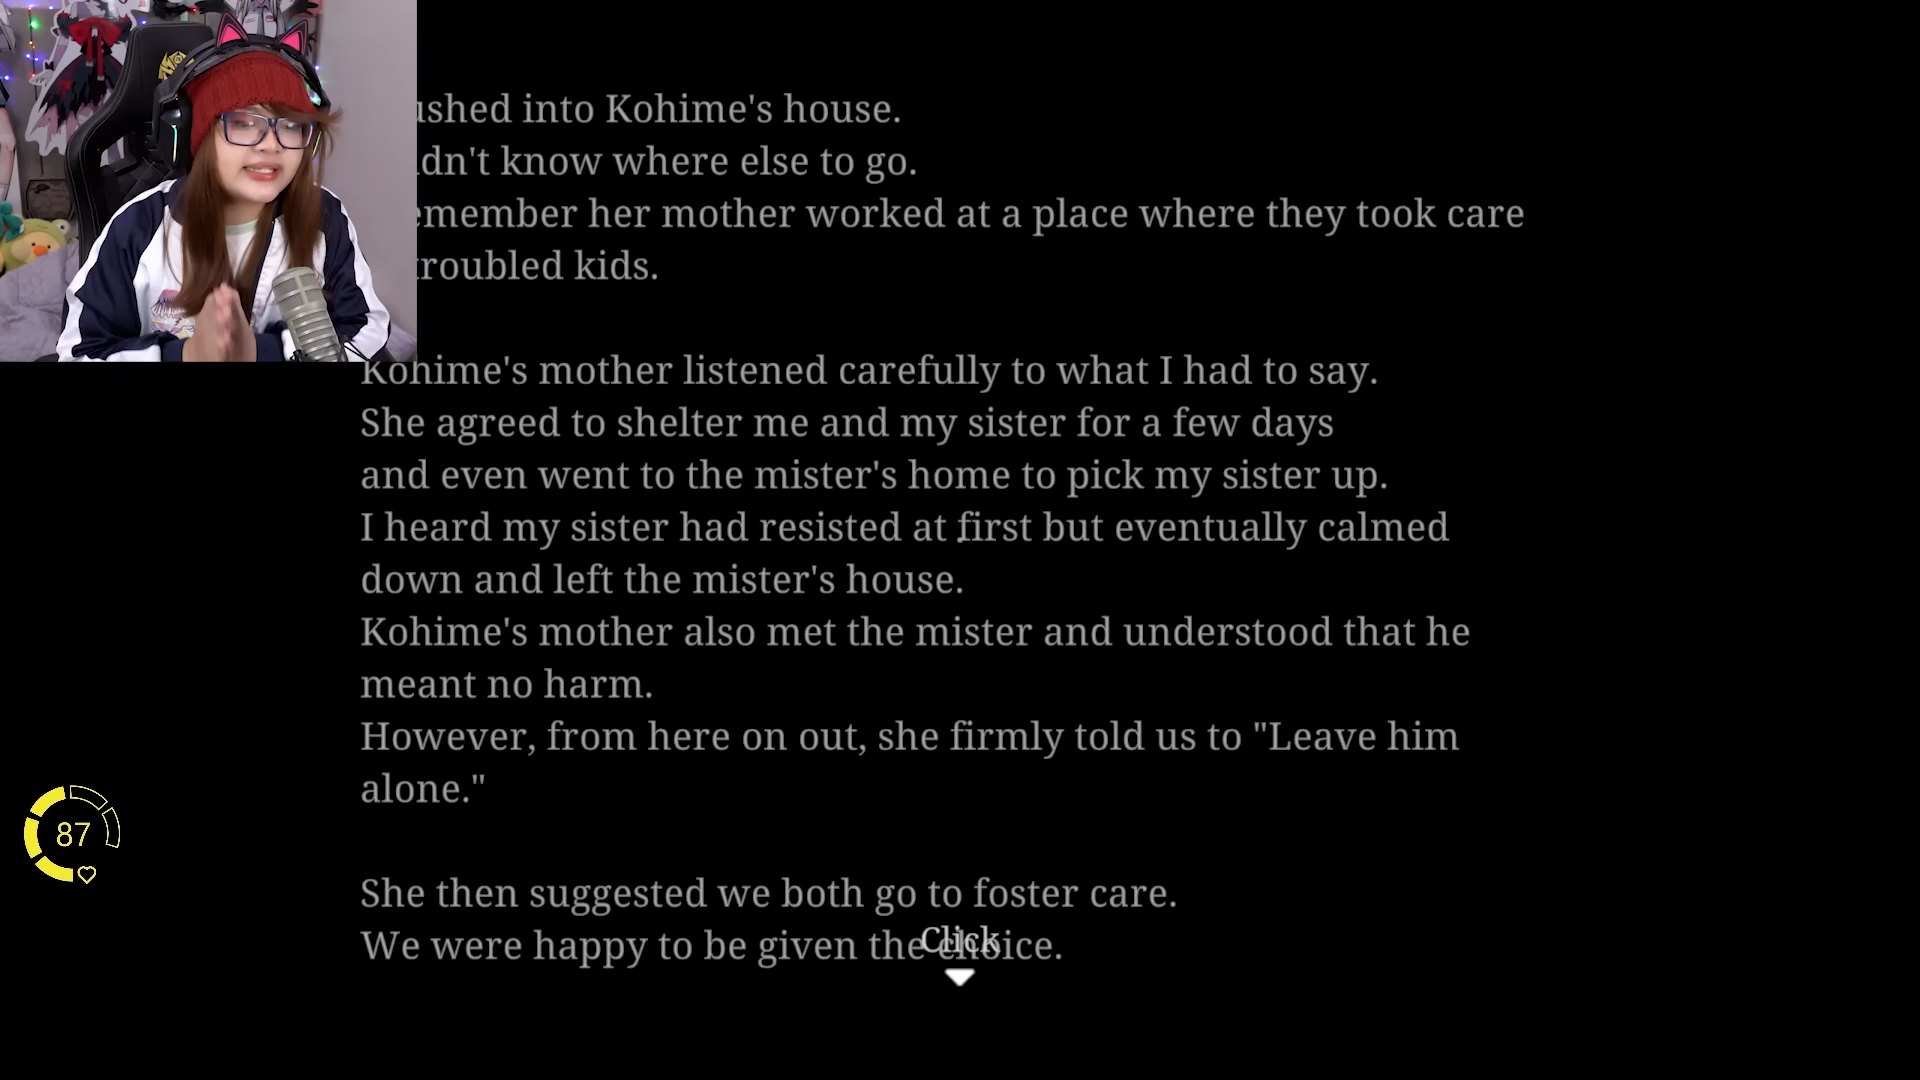 ushed into Kohime's house.
dn't know where else to go.
emember her mother worked at a place where they took care
troubled kids.
Kohime's mother listened carefully to what I had to say.
She agreed to shelter me and my sister for a few days
and even went to the mister's home to pick my sister up.
I heard my sister had resisted at first but eventually calmed
down and left the mister's house.
Kohime's mother also met the mister and understood that he
meant no harm.
However, from here on out, she firmly told us to "Leave him
alone."
87
She then suggested we both go to foster care.
We were happy to be given the choice.
Click